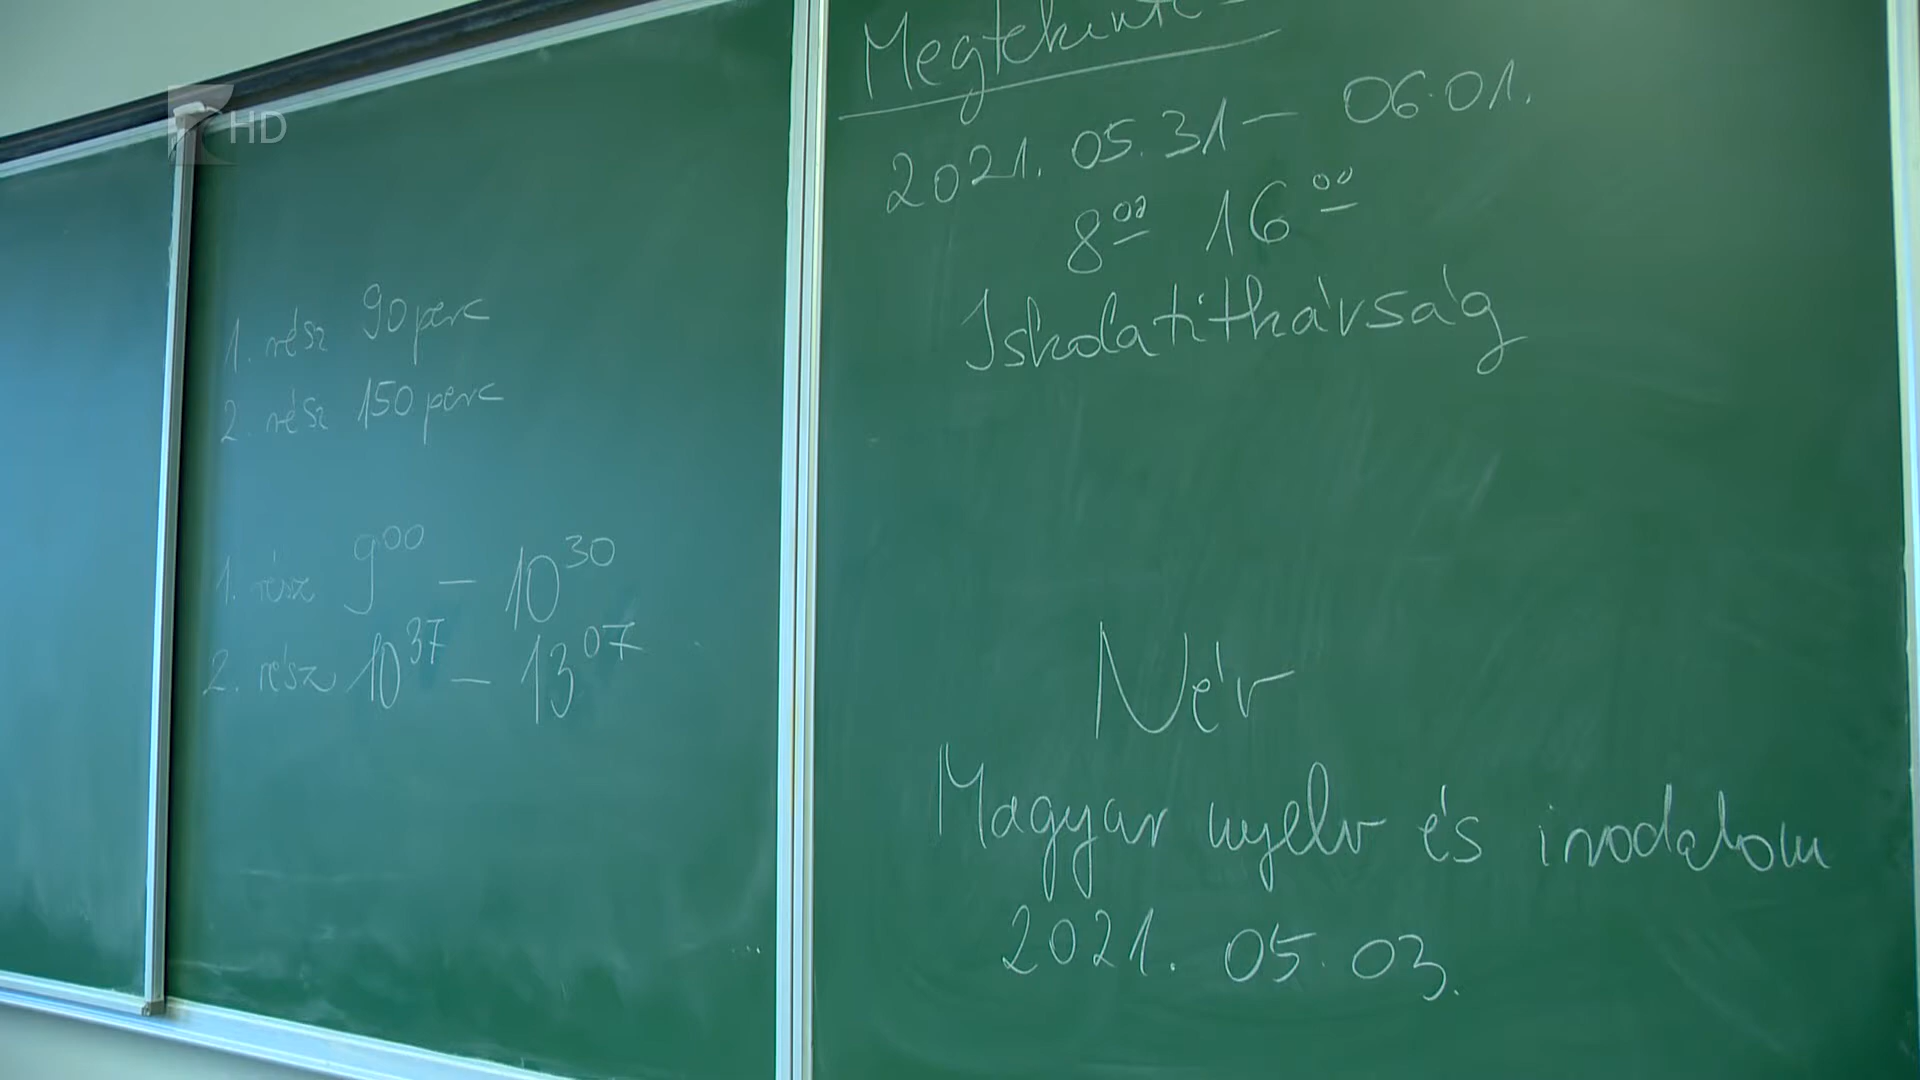 HD
1. rész 90 perc
2. rész 150 perc
1. rész 9⁰⁰ – 10³⁰
2. rész 10³⁷ – 13⁰⁷
Megtekinté
2021. 05. 31 – 06.01.
8⁰⁰ 16⁰⁰
Iskolatitkárság
Név
Magyar nyelv és irodalom
2021. 05. 03.